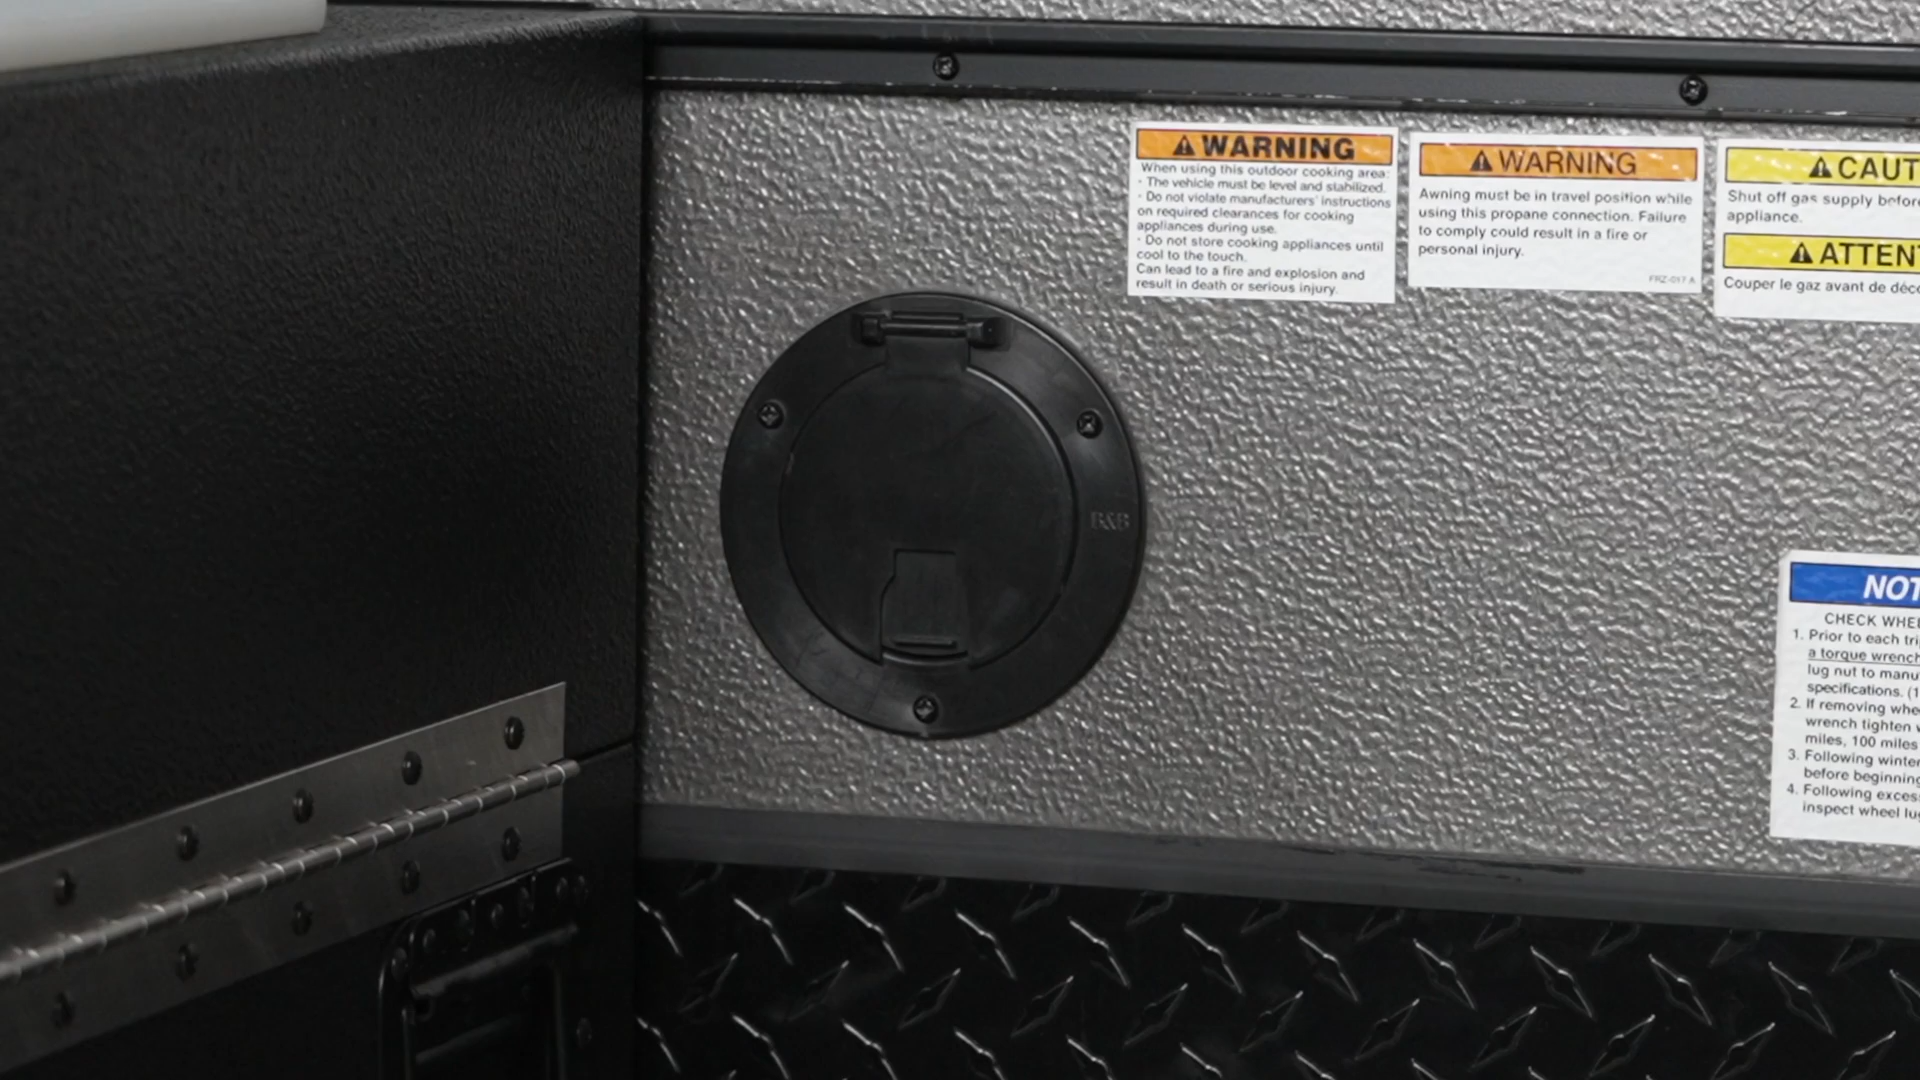 WARNING
When using this outdoor cooking area:
· The vehicle must be level and stabilized.
· Do not violate manufacturers' instructions
on required clearances for cooking
appliances during use.
· Do not store cooking appliances until
cool to the touch.
Can lead to a fire and explosion and
result in death or serious injury.
WARNING
Awning must be in travel position while
using this propane connection. Failure
to comply could result in a fire or
personal injury.
FRZ-017 A
CAUT
Shut off gas supply before
appliance.
ATTENT
Couper le gaz avant de déco
B&B
NOT
CHECK WHEE
1. Prior to each tri
a torque wrench
lug nut to manu
specifications. (1
2. If removing whe
wrench tighten
miles, 100 miles
3. Following winter
before beginning
4. Following excess
inspect wheel lug